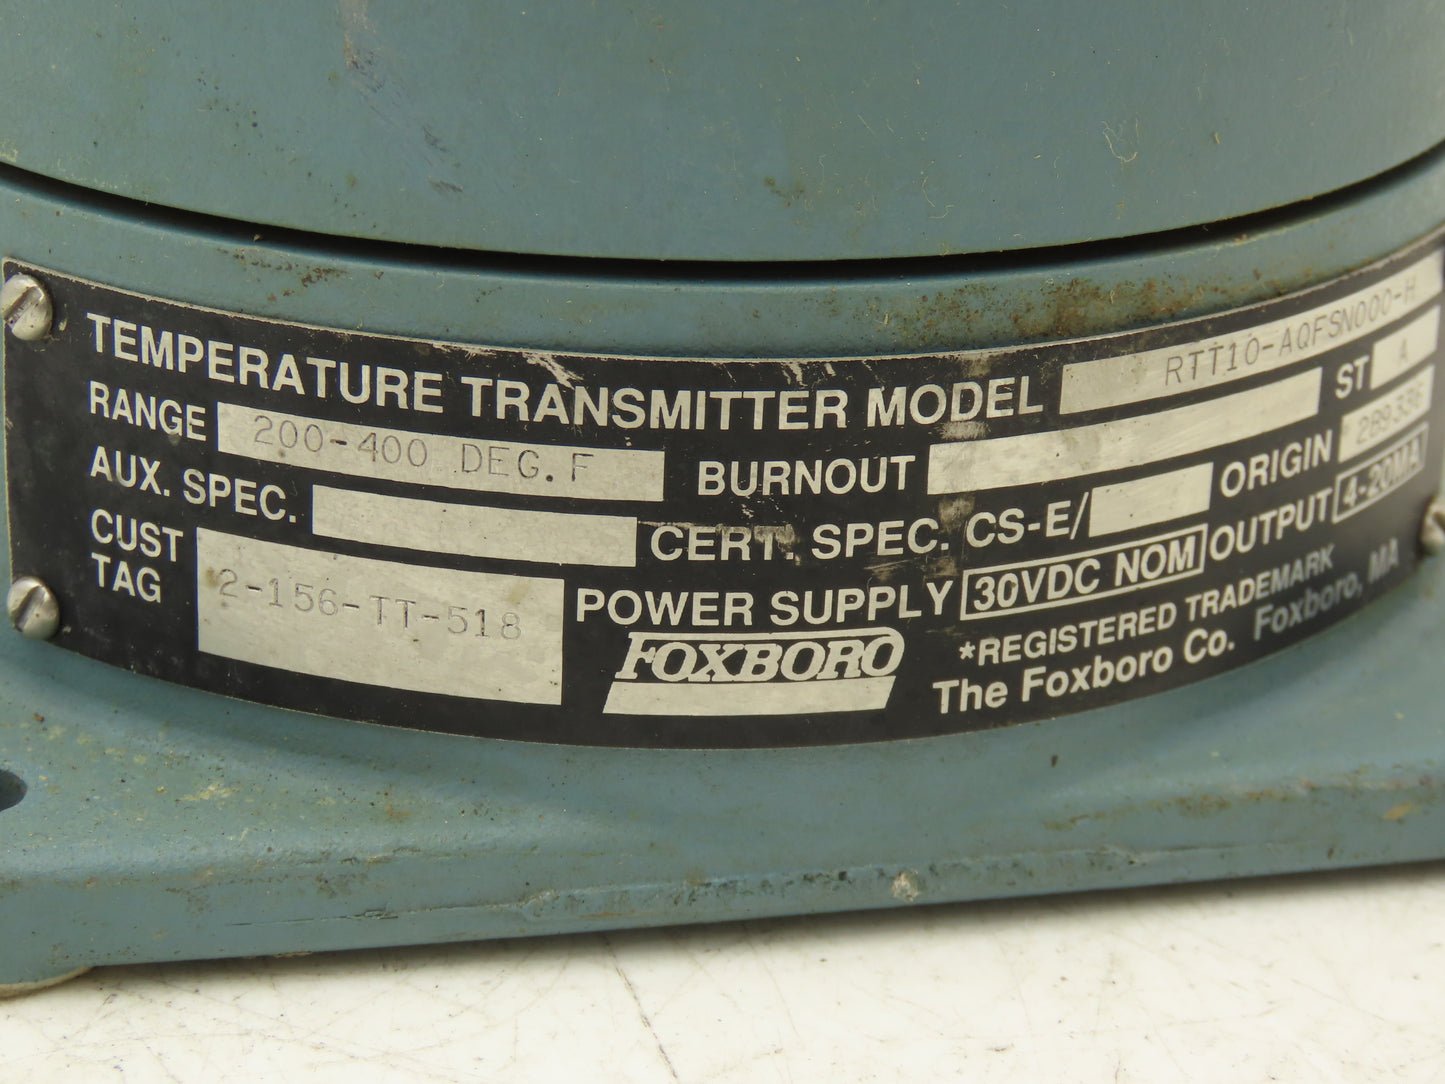 TEMPERATURE TRANSMITTER MODEL RTT10-AQFSN000-H
RANGE 200-400 DEG.F BURNOUT ST A
AUX. SPEC. CERT. SPEC. CS-E/ ORIGIN 2B9336
CUST TAG 2-156-TT-518 POWER SUPPLY 30VDC NOM OUTPUT 4-20MA
FOXBORO *REGISTERED TRADEMARK
The Foxboro Co. Foxboro, MA